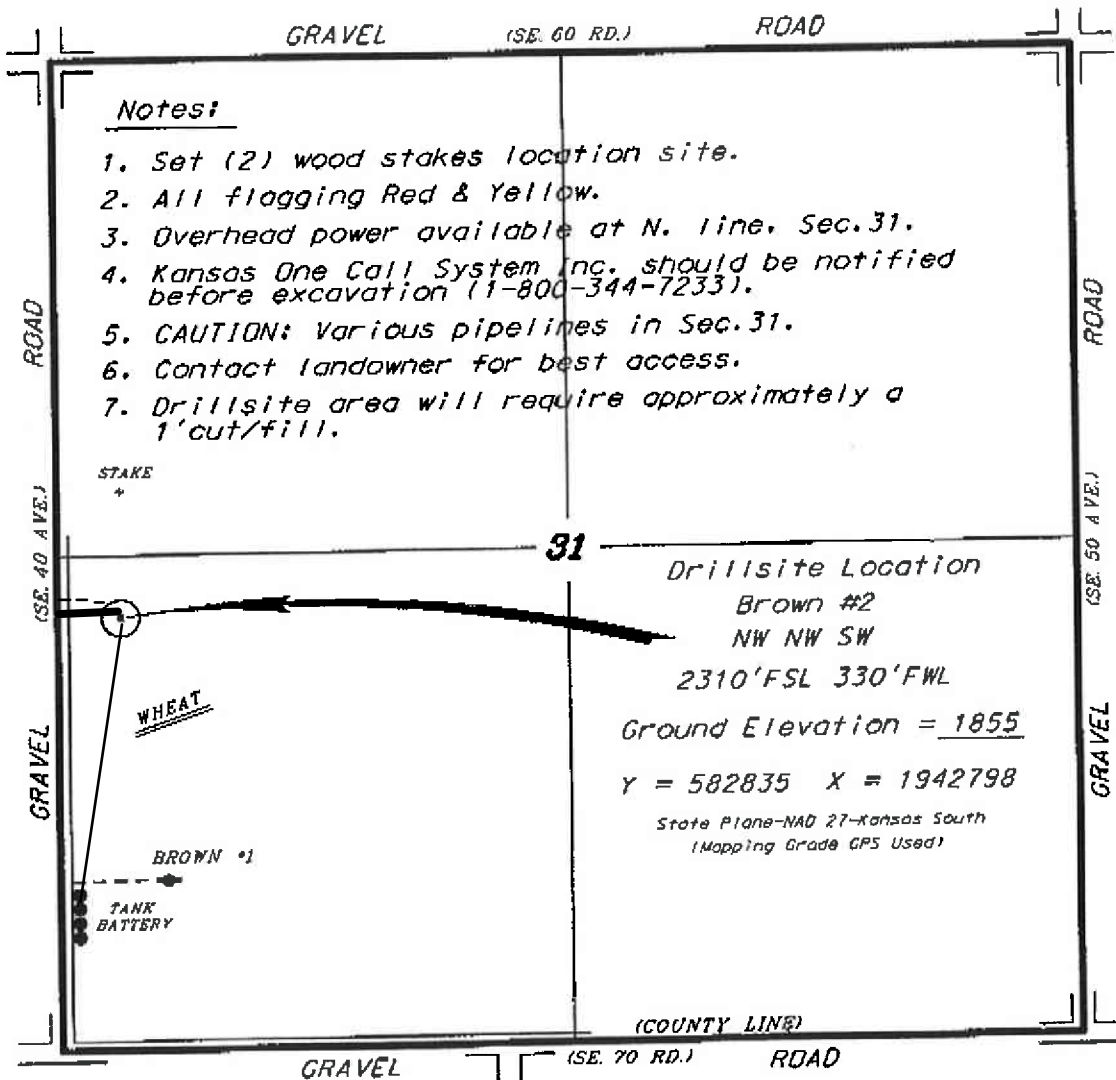 GRAVEL (SE. 60 RD.) ROAD
Notes:
1. Set (2) wood stakes location site.
2. All flagging Red & Yellow.
3. Overhead power available at N. line, Sec.31.
4. Kansas One Call System Inc. should be notified
before excavation (1-800-344-7233).
5. CAUTION: Various pipelines in Sec.31.
6. Contact landowner for best access.
7. Drillsite area will require approximately a
1'cut/fill.
ROAD
(SE. 40 AVE.)
GRAVEL
ROAD
(SE. 50 AVE.)
GRAVEL
STAKE
31
Drillsite Location
Brown #2
NW NW SW
2310'FSL 330'FWL
Ground Elevation = 1855
Y = 582835 X = 1942798
State Plane-NAD 27-Kansas South
(Mapping Grade GPS Used)
WHEAT
BROWN #1
TANK
BATTERY
(COUNTY LINE)
GRAVEL (SE. 70 RD.) ROAD